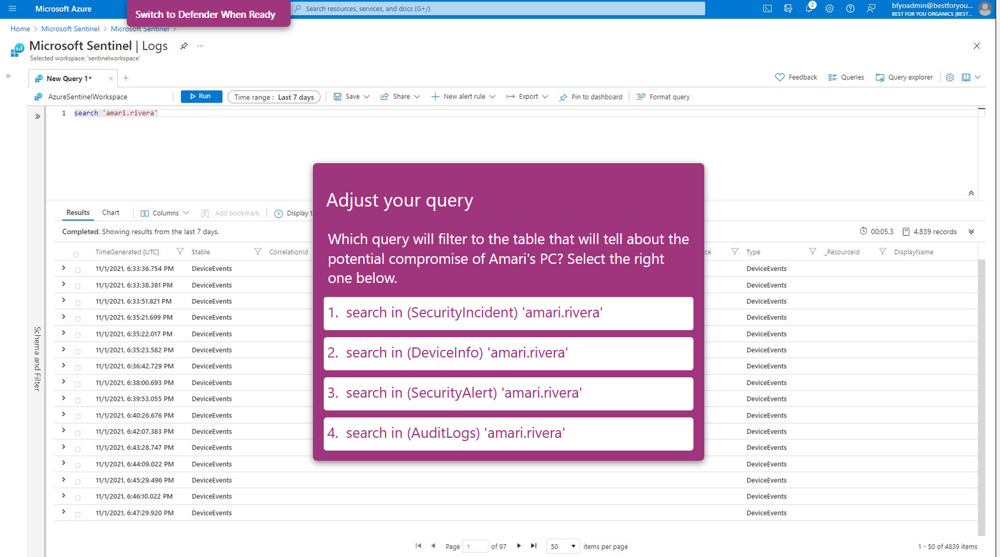 Microsoft Azure
Switch to Defender When Ready
Search resources, services, and docs (G+/)
2
bfyoadmin@bestforyou...
BEST FOR YOU ORGANICS (BEST...
Home > Microsoft Sentinel > Microsoft Sentinel >
Microsoft Sentinel | Logs
Selected workspace: 'sentinelworkspace'
New Query 1*
Feedback Queries Query explorer
AzureSentinelWorkspace Run Time range : Last 7 days Save Share New alert rule Export Pin to dashboard Format query
1 search 'amari.rivera'
Schema and Filter
Adjust your query
Which query will filter to the table that will tell about the
potential compromise of Amari's PC? Select the right
one below.
1. search in (SecurityIncident) 'amari.rivera'
2. search in (DeviceInfo) 'amari.rivera'
3. search in (SecurityAlert) 'amari.rivera'
4. search in (AuditLogs) 'amari.rivera'
Results Chart Columns Add bookmark Display t
Completed. Showing results from the last 7 days. 00:05.3 4,839 records
TimeGenerated [UTC] $table CorrelationId ce Type _ResourceId DisplayName
11/1/2021, 6:33:36.754 PM DeviceEvents DeviceEvents
11/1/2021, 6:33:38.381 PM DeviceEvents DeviceEvents
11/1/2021, 6:33:51.821 PM DeviceEvents DeviceEvents
11/1/2021, 6:35:21.699 PM DeviceEvents DeviceEvents
11/1/2021, 6:35:22.017 PM DeviceEvents DeviceEvents
11/1/2021, 6:35:23.582 PM DeviceEvents DeviceEvents
11/1/2021, 6:36:42.729 PM DeviceEvents DeviceEvents
11/1/2021, 6:38:00.693 PM DeviceEvents DeviceEvents
11/1/2021, 6:39:53.055 PM DeviceEvents DeviceEvents
11/1/2021, 6:40:26.676 PM DeviceEvents DeviceEvents
11/1/2021, 6:42:07.383 PM DeviceEvents DeviceEvents
11/1/2021, 6:43:28.747 PM DeviceEvents DeviceEvents
11/1/2021, 6:44:09.022 PM DeviceEvents DeviceEvents
11/1/2021, 6:45:29.496 PM DeviceEvents DeviceEvents
11/1/2021, 6:46:10.022 PM DeviceEvents DeviceEvents
11/1/2021, 6:47:29.920 PM DeviceEvents DeviceEvents
Page 1 of 97 50 items per page 1 - 50 of 4839 items